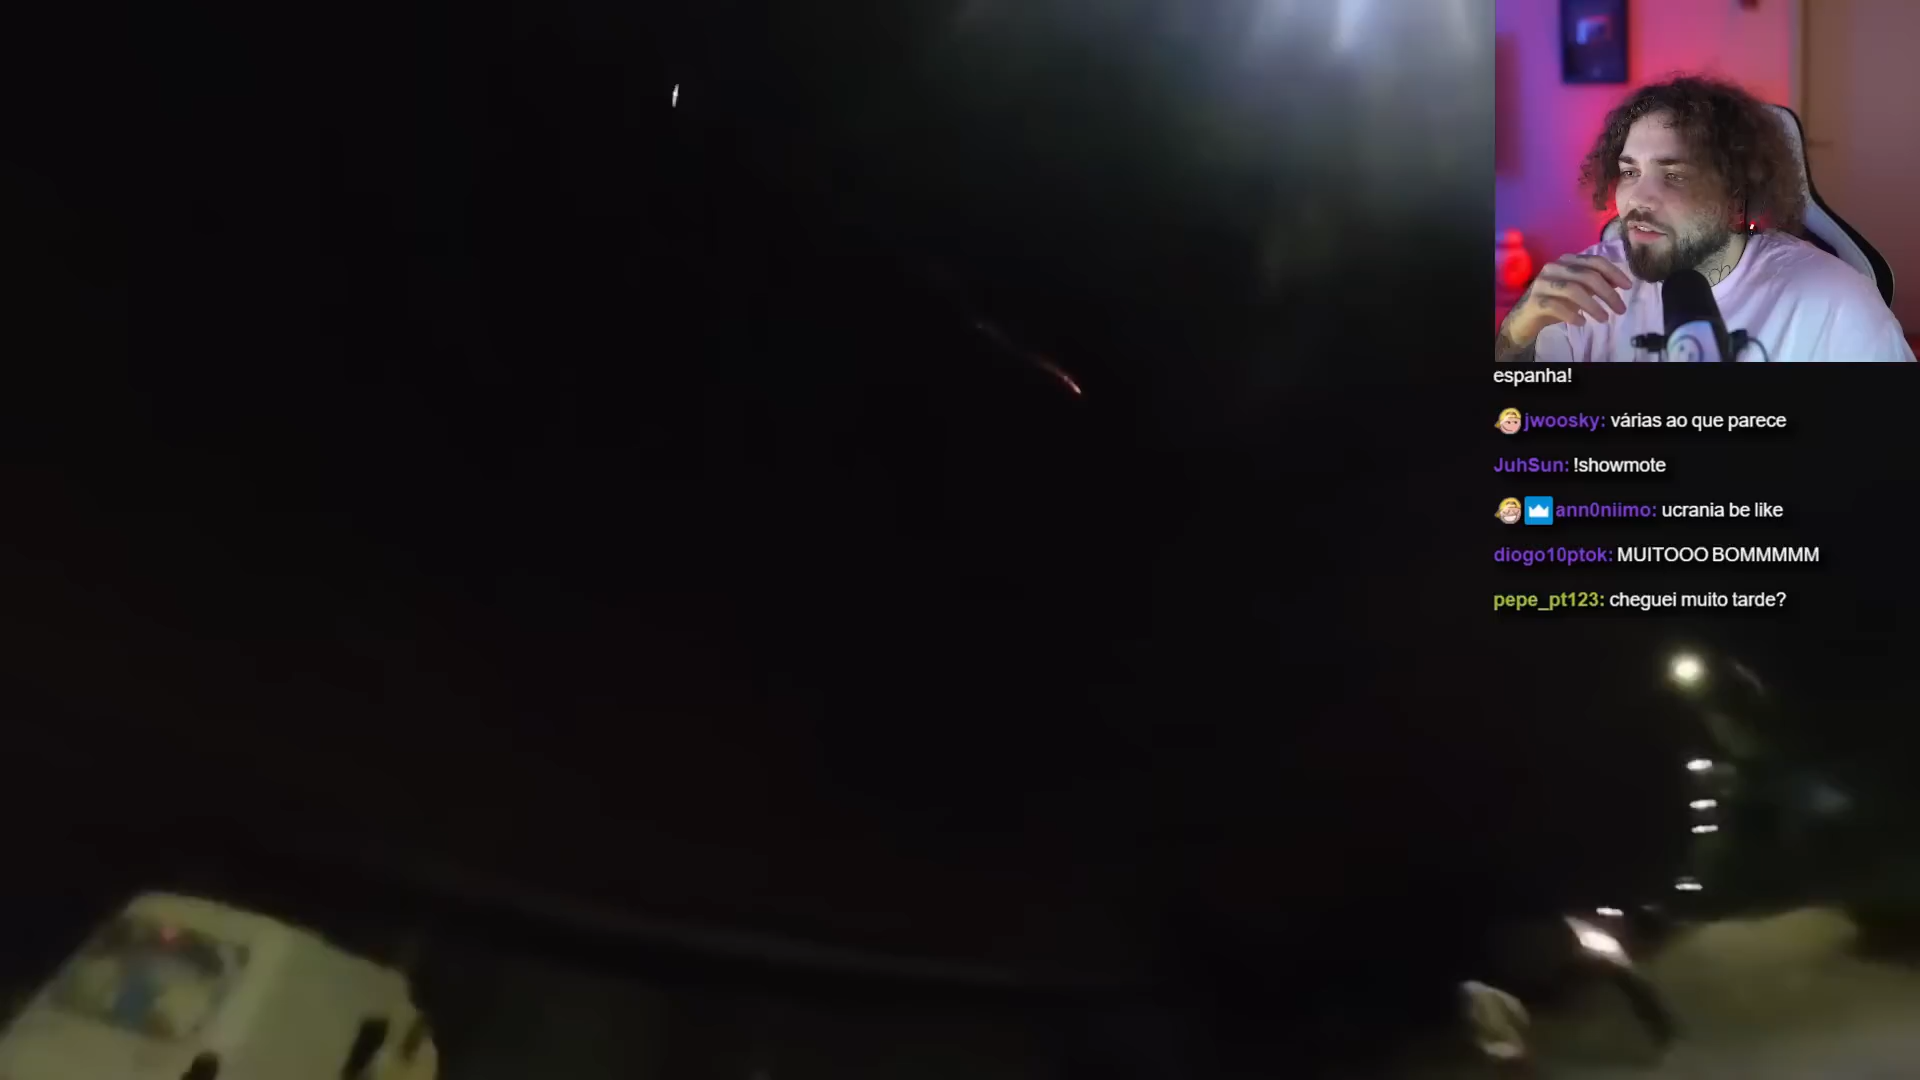 espanha!
jwoosky: várias ao que parece
JuhSun: !showmote
ann0niimo: ucrania be like
diogo10ptok: MUITOOO BOMMMMM
pepe_pt123: cheguei muito tarde?